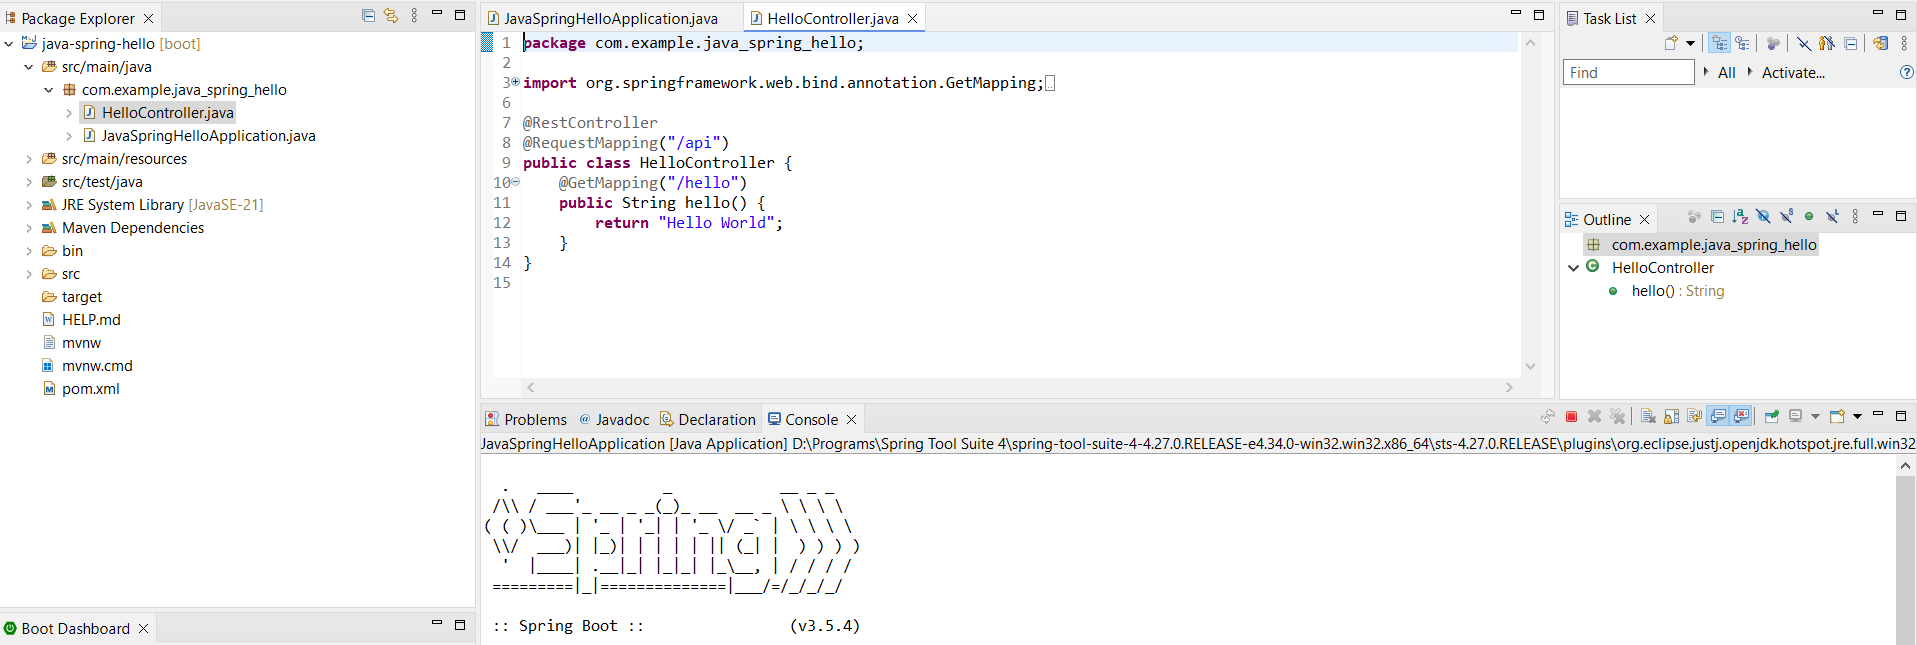 Package Explorer
java-spring-hello [boot]
src/main/java
com.example.java_spring_hello
HelloController.java
JavaSpringHelloApplication.java
src/main/resources
src/test/java
JRE System Library [JavaSE-21]
Maven Dependencies
bin
src
target
HELP.md
mvnw
mvnw.cmd
pom.xml
Boot Dashboard
JavaSpringHelloApplication.java
HelloController.java
1 package com.example.java_spring_hello;
2
3 import org.springframework.web.bind.annotation.GetMapping;
6
7 @RestController
8 @RequestMapping("/api")
9 public class HelloController {
10     @GetMapping("/hello")
11     public String hello() {
12         return "Hello World";
13     }
14 }
15
Problems @ Javadoc Declaration Console
JavaSpringHelloApplication [Java Application] D:\Programs\Spring Tool Suite 4\spring-tool-suite-4-4.27.0.RELEASE-e4.34.0-win32.win32.x86_64\sts-4.27.0.RELEASE\plugins\org.eclipse.justj.openjdk.hotspot.jre.full.win32
  .   ____          _            __ _ _
 /\\ / ___'_ __ _ _(_)_ __  __ _ \ \ \ \
( ( )\___ | '_ | '_| | '_ \/ _` | \ \ \ \
 \\/  ___)| |_)| | | | | || (_| |  ) ) ) )
  '  |____| .__|_| |_|_| |_\__, | / / / /
 =========|_|==============|___/=/_/_/_/
:: Spring Boot ::                (v3.5.4)
Task List
Find
All
Activate...
Outline
com.example.java_spring_hello
HelloController
hello() : String